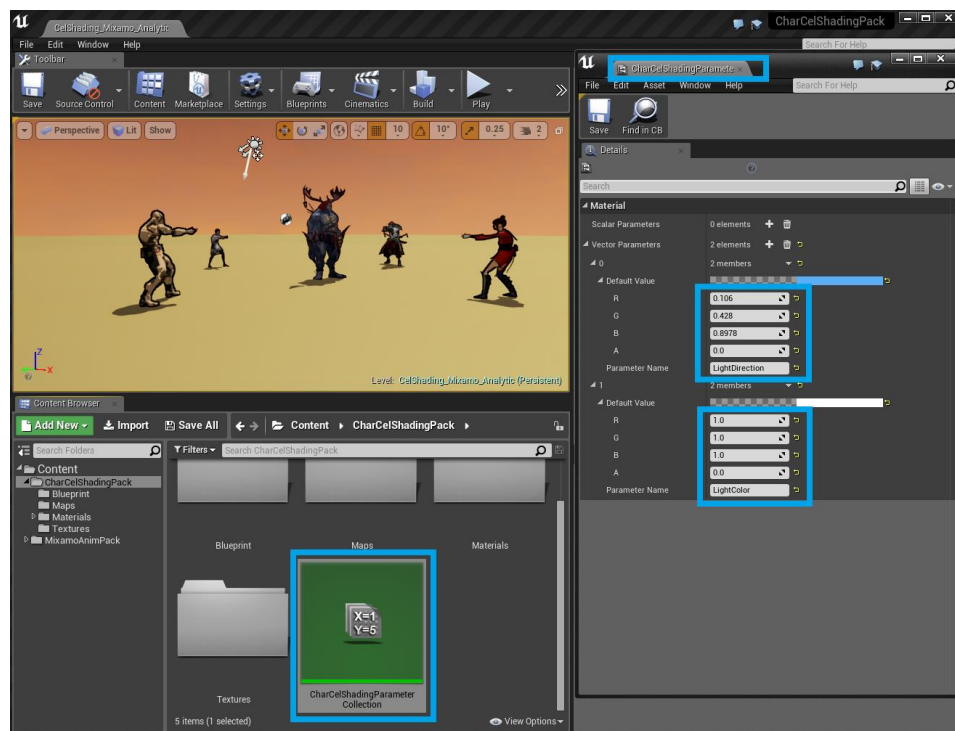 CelShading_Mixamo_Analytic
CharCelShadingPack
File Edit Window Help
Search For Help
Toolbar
Save Source Control Content Marketplace Settings Blueprints Cinematics Build Play
Perspective Lit Show
10 10° 0.25 2
Z
X
Level: CelShading_Mixamo_Analytic (Persistent)
Content Browser
Add New Import Save All Content CharCelShadingPack
Search Folders
Filters Search CharCelShadingPack
Content
CharCelShadingPack
Blueprint
Maps
Materials
Textures
MixamoAnimPack
Blueprint Maps Materials
X=1
Y=5
Textures
CharCelShadingParameter
Collection
5 items (1 selected) View Options
CharCelShadingParamete
File Edit Asset Window Help
Search For Help
Save Find in CB
Details
Search
Material
Scalar Parameters 0 elements
Vector Parameters 2 elements
0 2 members
Default Value
R 0.106
G 0.428
B 0.8978
A 0.0
Parameter Name LightDirection
1 2 members
Default Value
R 1.0
G 1.0
B 1.0
A 0.0
Parameter Name LightColor